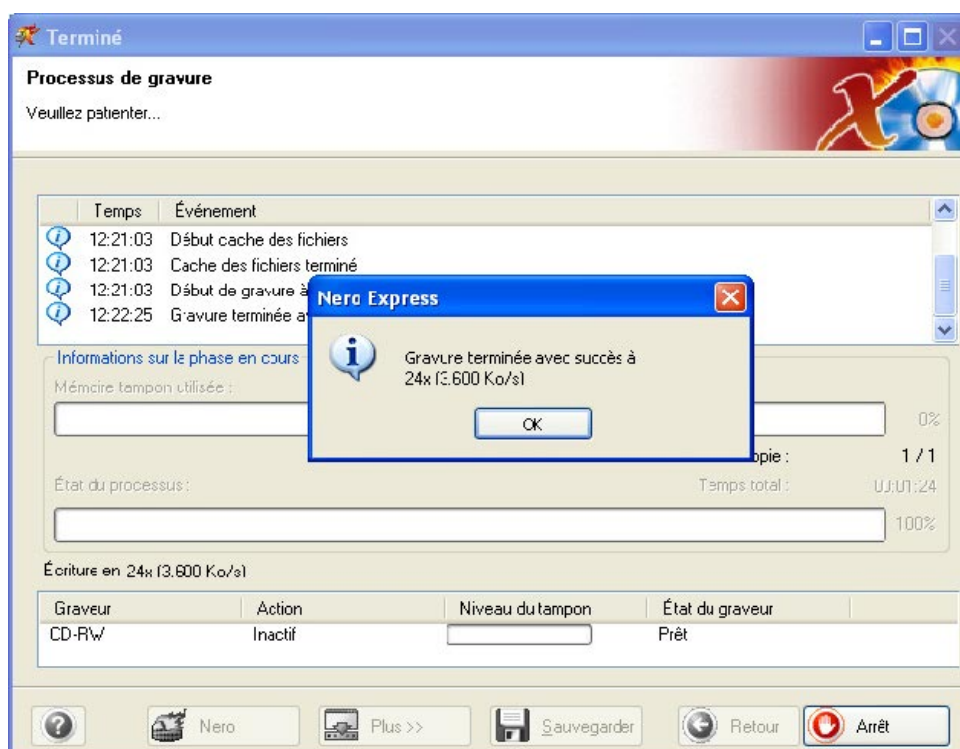 Terminé
Processus de gravure
Veuillez patienter...
Temps Événement
12:21:03 Début cache des fichiers
12:21:03 Cache des fichiers terminé
12:21:03 Début de gravure à
12:22:25 Gravure terminée a
Nero Express
Gravure terminée avec succès à
24x (3.600 Ko/s)
OK
Informations sur la phase en cours
Mémoire tampon utilisée :
0%
opie : 1 / 1
État du processus : Temps total : 00:01:24
100%
Écriture en 24x (3.600 Ko/s)
Graveur Action Niveau du tampon État du graveur
CD-RW Inactif Prêt
Nero Plus >> Sauvegarder Retour Arrêt